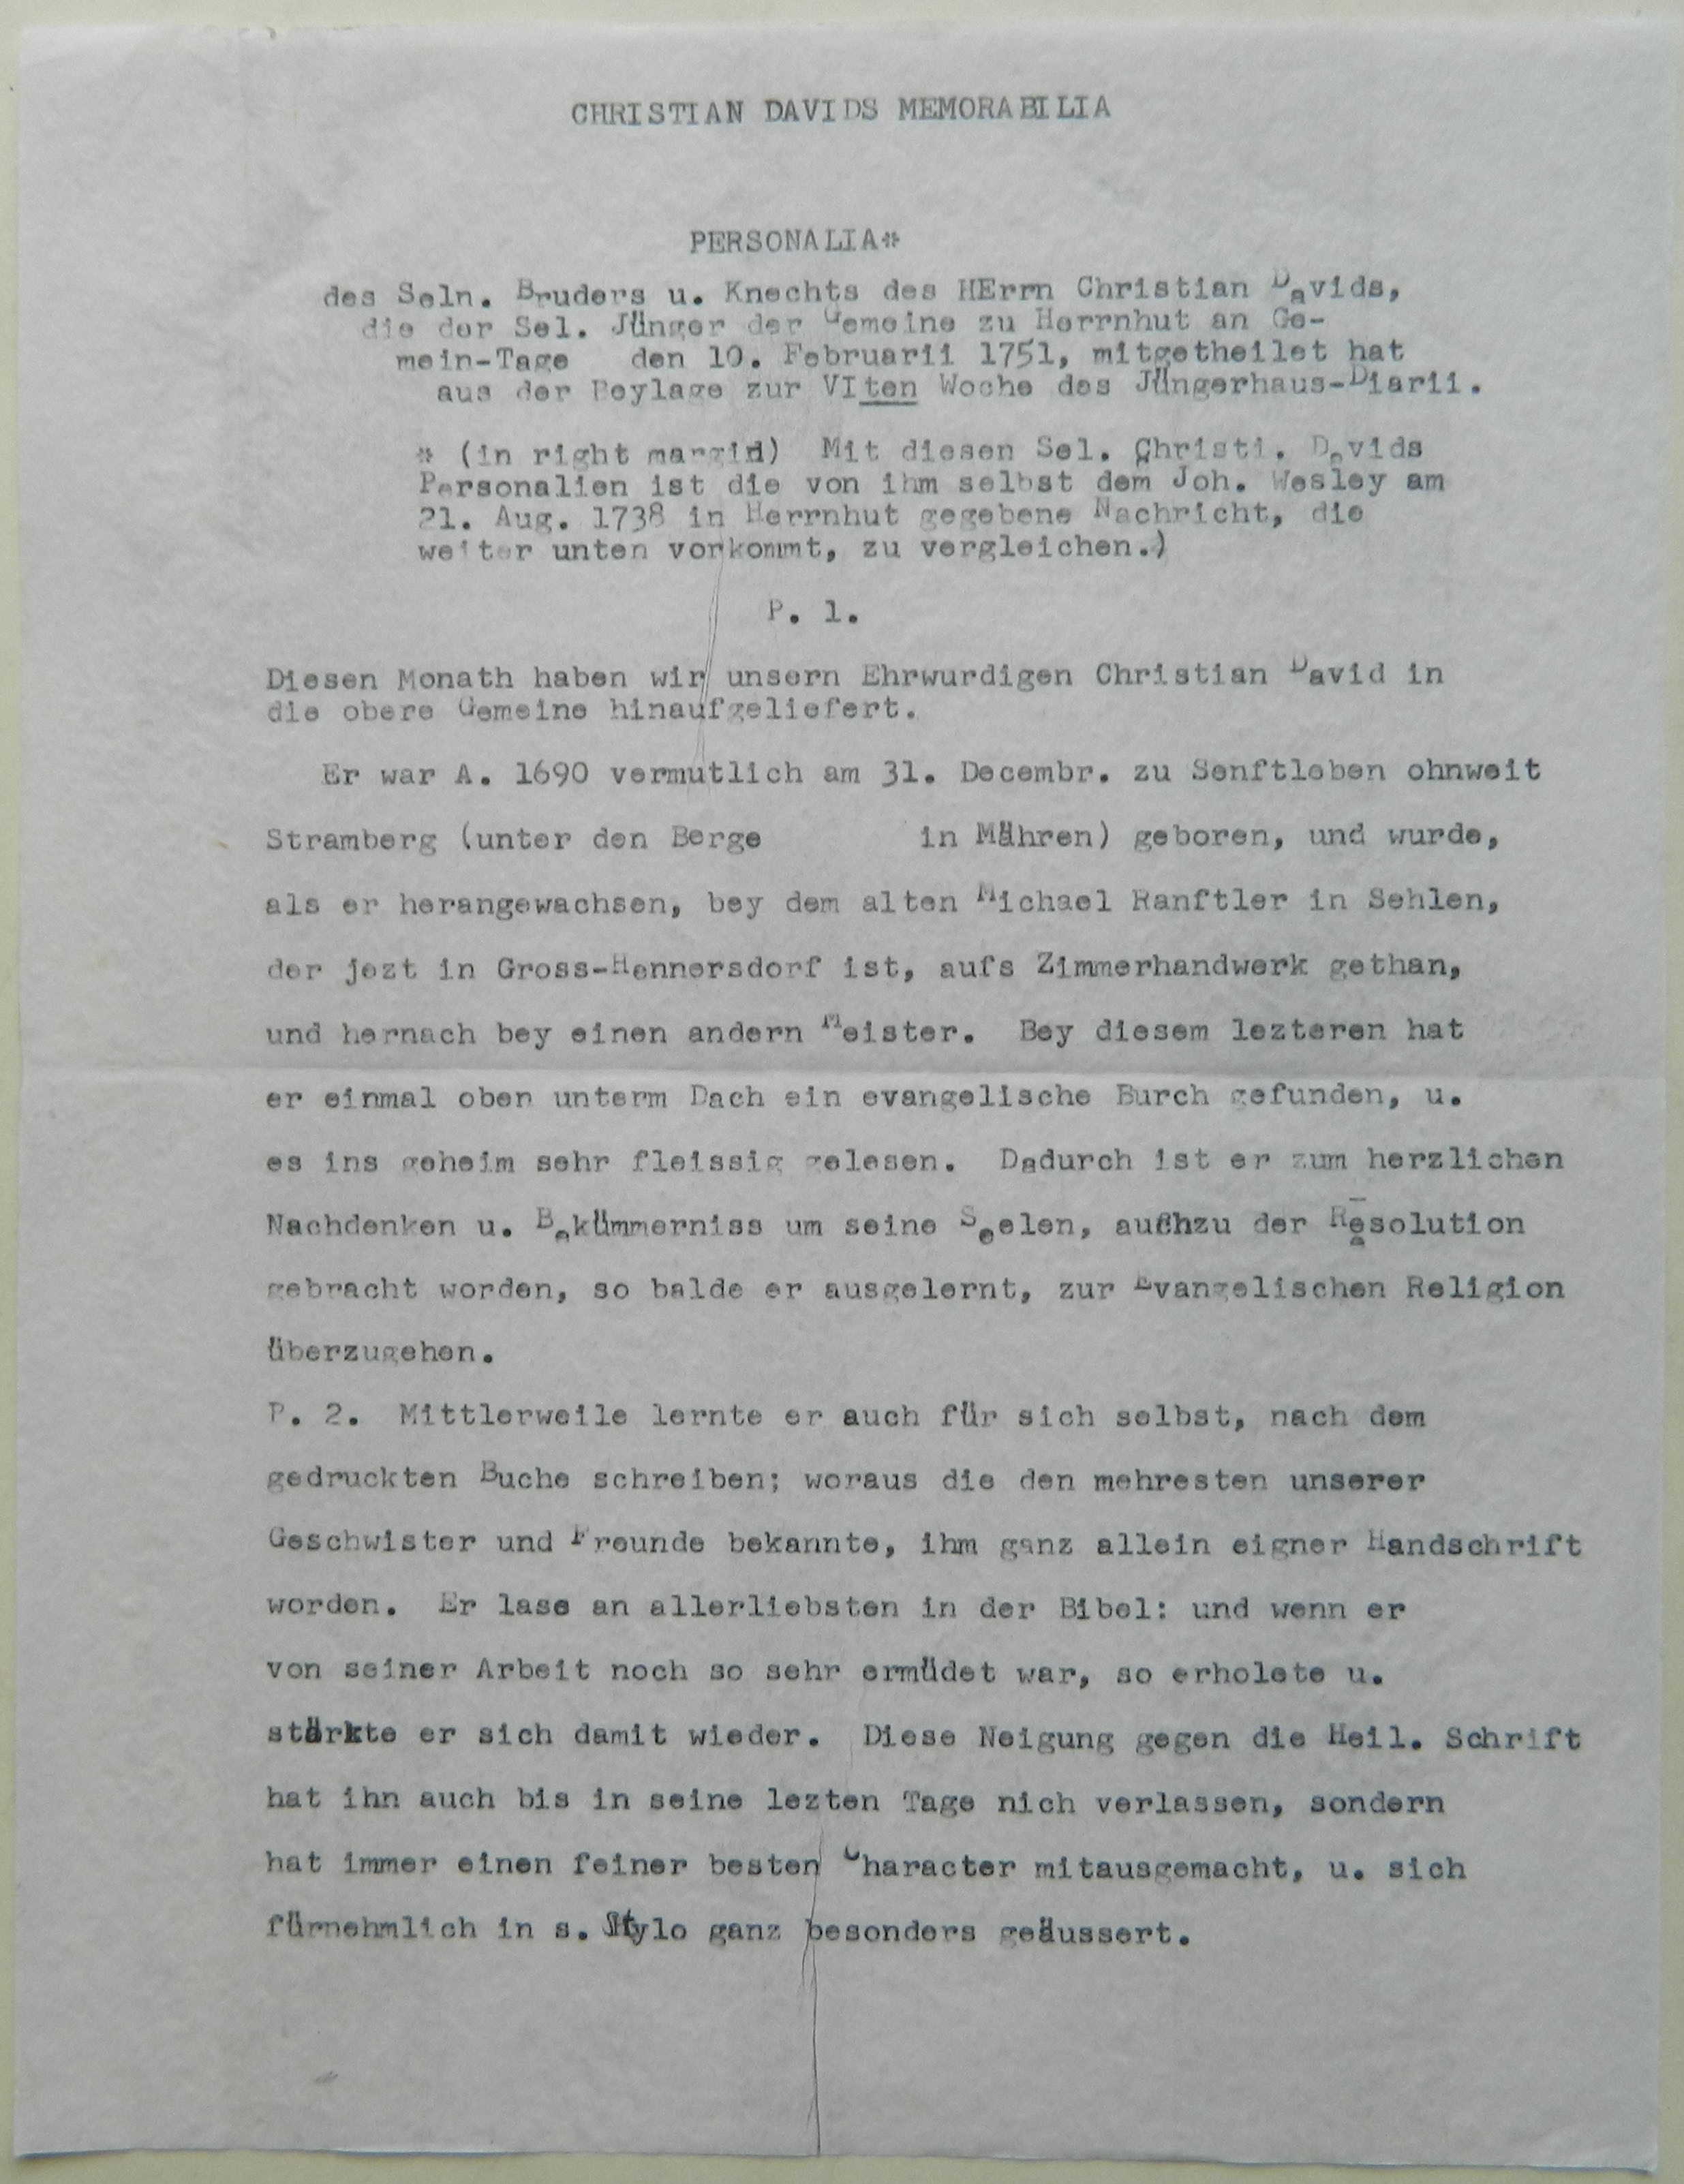 CHRISTIAN DAVIDS MEMORABILIA
PERSONALIA*
des Seln. Bruders u. Knechts des HErrn Christian Davids,
die der Sel. Jünger der Gemeine zu Herrnhut an Ge-
mein-Tage den 10. Februarii 1751, mitgetheilet hat
aus der Beylage zur VIten Woche des Jüngerhaus-Diarii.
* (in right margin) Mit diesen Sel. Christi. Davids
Personalien ist die von ihm selbst dem Joh. Wesley am
21. Aug. 1738 in Herrnhut gegebene Nachricht, die
weiter unten vorkommt, zu vergleichen.)
P. 1.
Diesen Monath haben wir unsern Ehrwurdigen Christian David in
die obere Gemeine hinaufgeliefert.
Er war A. 1690 vermutlich am 31. Decembr. zu Senftleben ohnweit
Stramberg (unter den Berge in Mähren) geboren, und wurde,
als er herangewachsen, bey dem alten Michael Ranftler in Sehlen,
der jezt in Gross-Hennersdorf ist, aufs Zimmerhandwerk gethan,
und hernach bey einen andern Meister. Bey diesem lezteren hat
er einmal oben unterm Dach ein evangelische Burch gefunden, u.
es ins geheim sehr fleissig gelesen. Dadurch ist er zum herzlichen
Nachdenken u. Bekümmerniss um seine Seelen, auchzu der Resolution
gebracht worden, so balde er ausgelernt, zur Evangelischen Religion
überzugehen.
P. 2. Mittlerweile lernte er auch für sich selbst, nach dem
gedruckten Buche schreiben; woraus die den mehresten unserer
Geschwister und Freunde bekannte, ihm ganz allein eigner Handschrift
worden. Er lase an allerliebsten in der Bibel: und wenn er
von seiner Arbeit noch so sehr ermüdet war, so erholete u.
stärkte er sich damit wieder. Diese Neigung gegen die Heil. Schrift
hat ihn auch bis in seine lezten Tage nich verlassen, sondern
hat immer einen feiner besten Character mitausgemacht, u. sich
fürnehmlich in s. Stylo ganz besonders geäussert.